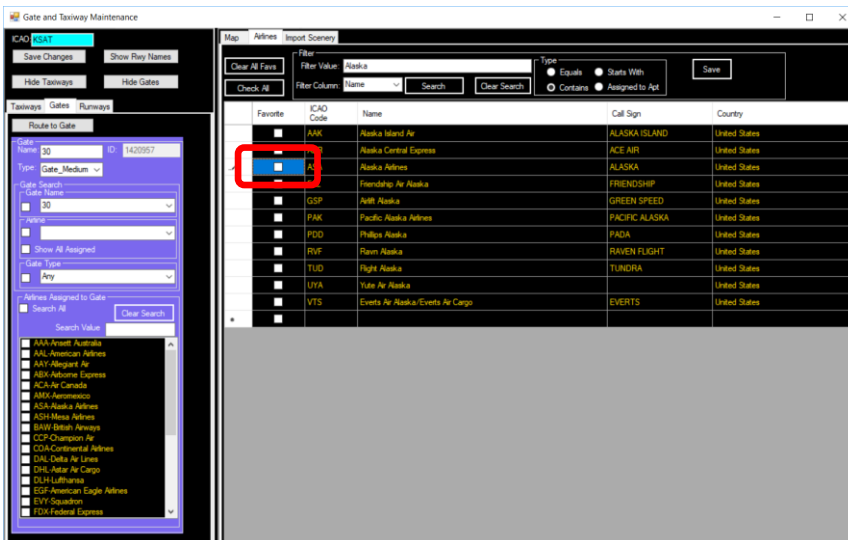 Gate and Taxiway Maintenance
ICAO KSAT
Save Changes Show Rwy Names
Hide Taxiways Hide Gates
Taxiways Gates Runways
Route to Gate
Gate
Name 30 ID: 1420957
Type: Gate_Medium
Gate Search
Gate Name
30
Airline
Show All Assigned
Gate Type
Any
Airlines Assigned to Gate
Search All Clear Search
Search Value
AAA-Ansett Australia
AAL-American Airlines
AAY-Allegiant Air
ABX-Airborne Express
ACA-Air Canada
AMX-Aeromexico
ASA-Alaska Airlines
ASH-Mesa Airlines
BAW-British Airways
CCP-Champion Air
COA-Continental Airlines
DAL-Delta Air Lines
DHL-Astar Air Cargo
DLH-Lufthansa
EGF-American Eagle Airlines
EVY-Squadron
FDX-Federal Express
Map Airlines Import Scenery
Filter
Clear All Favs Filter Value: Alaska
Check All Filter Column: Name Search Clear Search
Type
Equals Starts With
Contains Assigned to Apt
Save
Favorite ICAO Code Name Call Sign Country
AAK Alaska Island Air ALASKA ISLAND United States
Alaska Central Express ACE AIR United States
Alaska Airlines ALASKA United States
Friendship Air Alaska FRIENDSHIP United States
GSP Airlift Alaska GREEN SPEED United States
PAK Pacific Alaska Airlines PACIFIC ALASKA United States
PDD Phillips Alaska PADA United States
RVF Ravn Alaska RAVEN FLIGHT United States
TUD Flight Alaska TUNDRA United States
UYA Yute Air Alaska United States
VTS Everts Air Alaska/Everts Air Cargo EVERTS United States